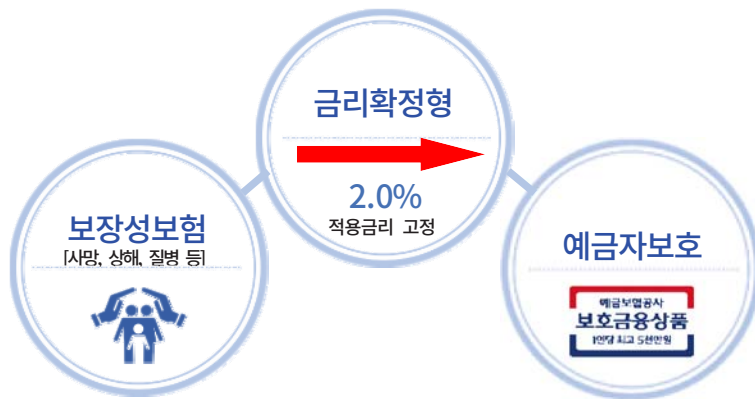 금리확정형
2.0%
적용금리 고정
보장성보험
[사망, 상해, 질병 등]
예금자보호
예금보험공사
보호금융상품
1인당 최고 5천만원